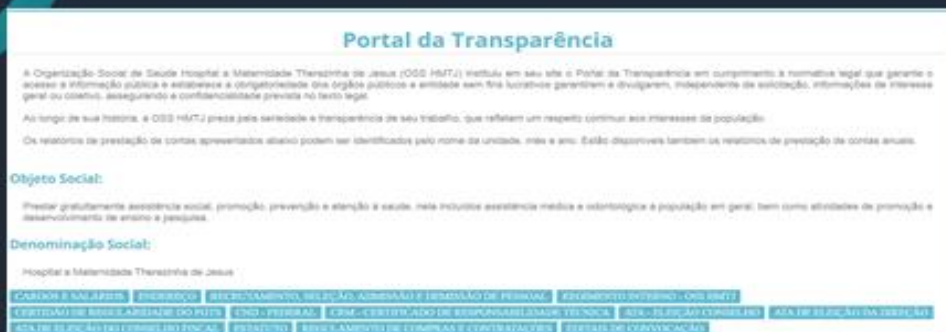 Portal da Transparência
A Organização Social de Saúde Hospital e Maternidade Therezinha de Jesus (OSS HMTJ) instituiu em seu site o Portal da Transparência em cumprimento à normativa legal que garante o
acesso a informação pública e estabelece a obrigatoriedade dos órgãos públicos e entidade sem fins lucrativos garantirem e divulgarem, independente da solicitação, informações de interesse
geral ou coletivo, assegurando a confidencialidade prevista no texto legal.
Ao longo de sua história, a OSS HMTJ preza pela seriedade e transparência de seu trabalho, que refletem um respeito contínuo aos interesses da população.
Os relatórios de prestação de contas apresentados abaixo podem ser identificados pelo nome da unidade, mês e ano. Estão disponíveis também os relatórios de prestação de contas anuais.
Objeto Social:
Prestar gratuitamente assistência social, promoção, prevenção e atenção à saúde, nela incluídos assistência médica e odontológica à população em geral, bem como atividades de promoção e
desenvolvimento de ensino e pesquisa.
Denominação Social:
Hospital e Maternidade Therezinha de Jesus
CARGOS E SALÁRIOS ENDEREÇO RECRUTAMENTO, SELEÇÃO, ADMISSÃO E DEMISSÃO DE PESSOAL REGIMENTO INTERNO - OSS HMTJ
CERTIDÃO DE REGULARIDADE DO FGTS CND - FEDERAL CRM - CERTIFICADO DE RESPONSABILIDADE TÉCNICA ATA - ELEIÇÃO CONSELHO ATA DE ELEIÇÃO DA DIREÇÃO
ATA DE ELEIÇÃO DO CONSELHO FISCAL ESTATUTO REGULAMENTO DE COMPRAS E CONTRATAÇÕES EDITAIS DE CONVOCAÇÃO